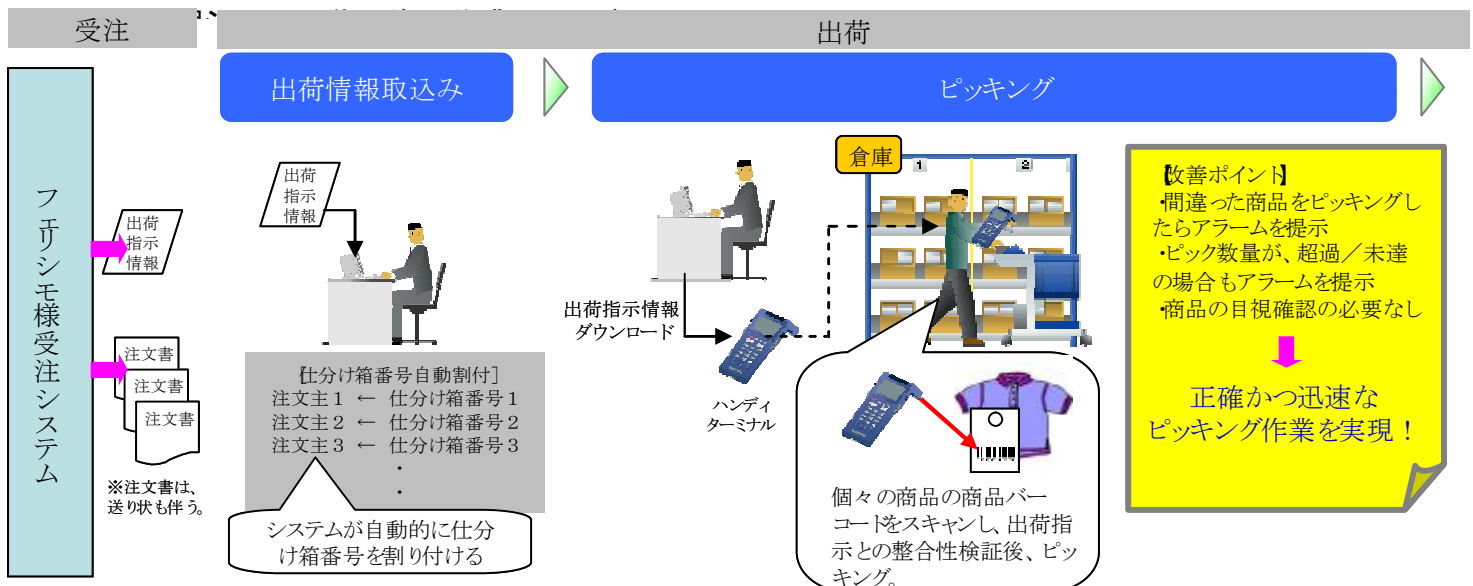 受注
出荷
出荷情報取込み
ピッキング
フェリシモ様受注システム
出荷
指示
情報
注文書
注文書
注文書
※注文書は、
送り状も伴う。
出荷
指示
情報
[仕分け箱番号自動割付]
注文主1 ← 仕分け箱番号1
注文主2 ← 仕分け箱番号2
注文主3 ← 仕分け箱番号3
・
・
システムが自動的に仕分
け箱番号を割り付ける
出荷指示情報
ダウンロード
ハンディ
ターミナル
倉庫
1
2
個々の商品の商品バー
コードをスキャンし、出荷指
示との整合性検証後、ピッ
キング。
【改善ポイント】
・間違った商品をピッキングし
たらアラームを提示
・ピック数量が、超過／未達
の場合もアラームを提示
・商品の目視確認の必要なし
正確かつ迅速な
ピッキング作業を実現！